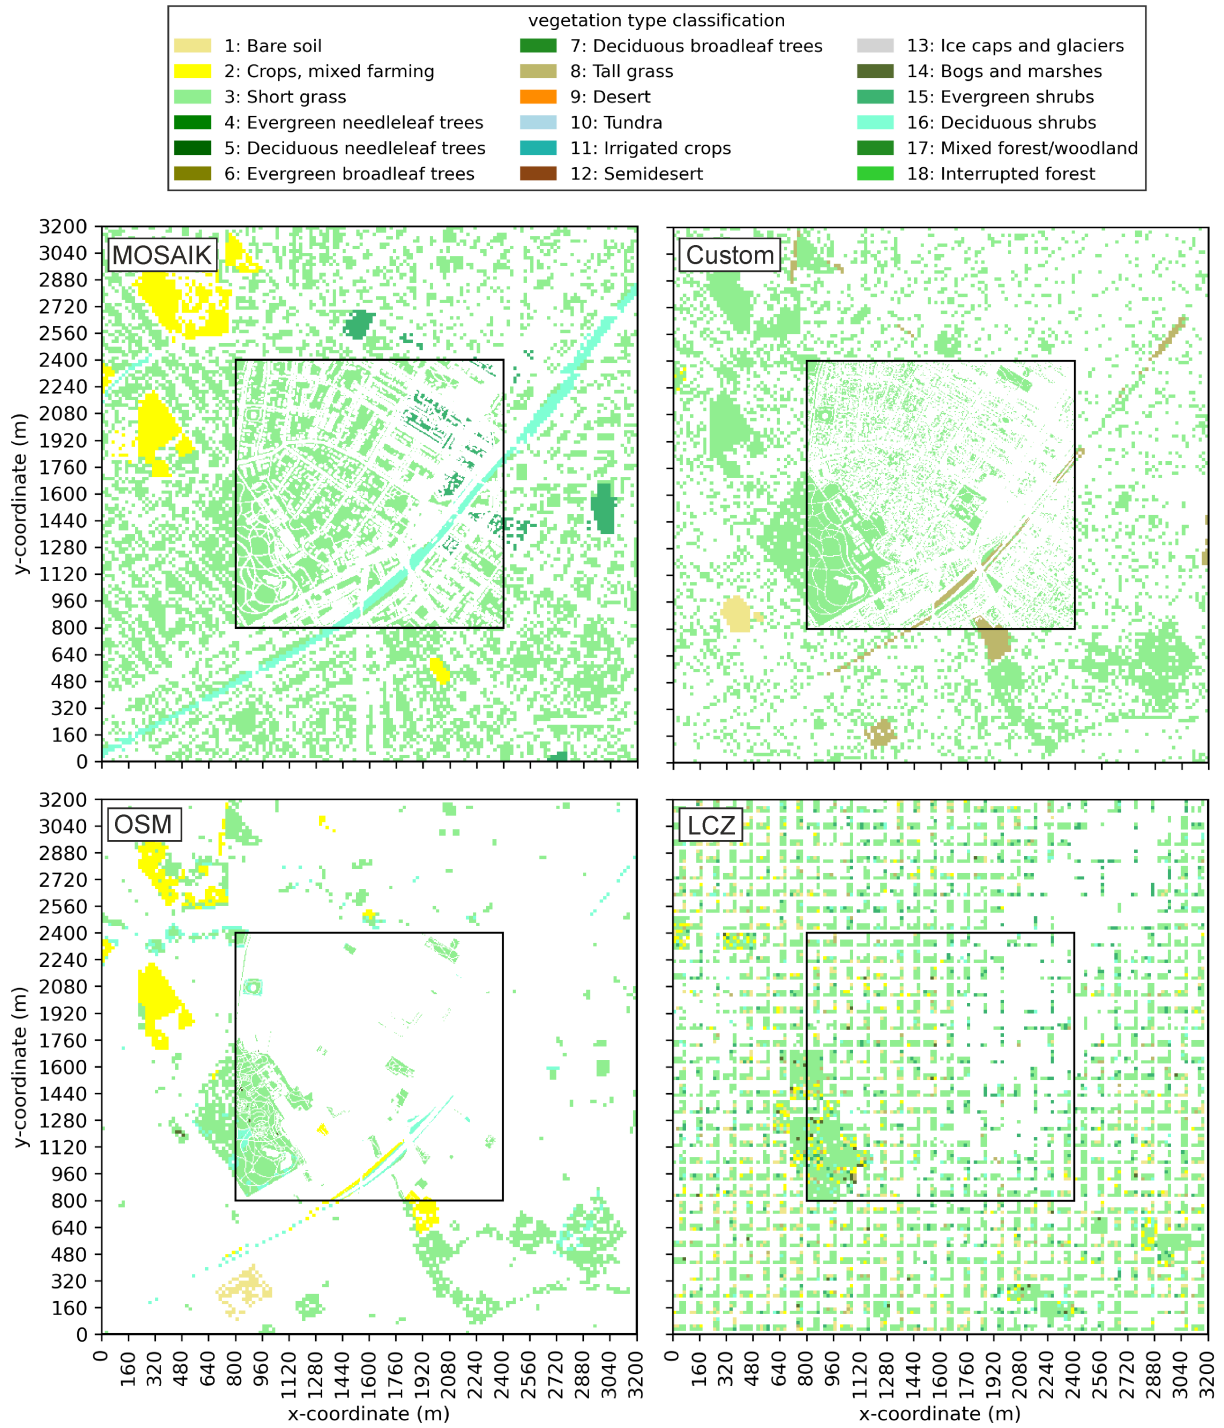 vegetation type classification
1: Bare soil
2: Crops, mixed farming
3: Short grass
4: Evergreen needleleaf trees
5: Deciduous needleleaf trees
6: Evergreen broadleaf trees
7: Deciduous broadleaf trees
8: Tall grass
9: Desert
10: Tundra
11: Irrigated crops
12: Semidesert
13: Ice caps and glaciers
14: Bogs and marshes
15: Evergreen shrubs
16: Deciduous shrubs
17: Mixed forest/woodland
18: Interrupted forest
MOSAIK
Custom
3200
3040
2880
2720
2560
2400
2240
2080
1920
1760
1600
1440
1280
1120
960
800
640
480
320
160
0
y-coordinate (m)
OSM
LCZ
3200
3040
2880
2720
2560
2400
2240
2080
1920
1760
1600
1440
1280
1120
960
800
640
480
320
160
0
y-coordinate (m)
0 160 320 480 640 800 960 1120 1280 1440 1600 1760 1920 2080 2240 2400 2560 2720 2880 3040 3200
x-coordinate (m)
0 160 320 480 640 800 960 1120 1280 1440 1600 1760 1920 2080 2240 2400 2560 2720 2880 3040 3200
x-coordinate (m)